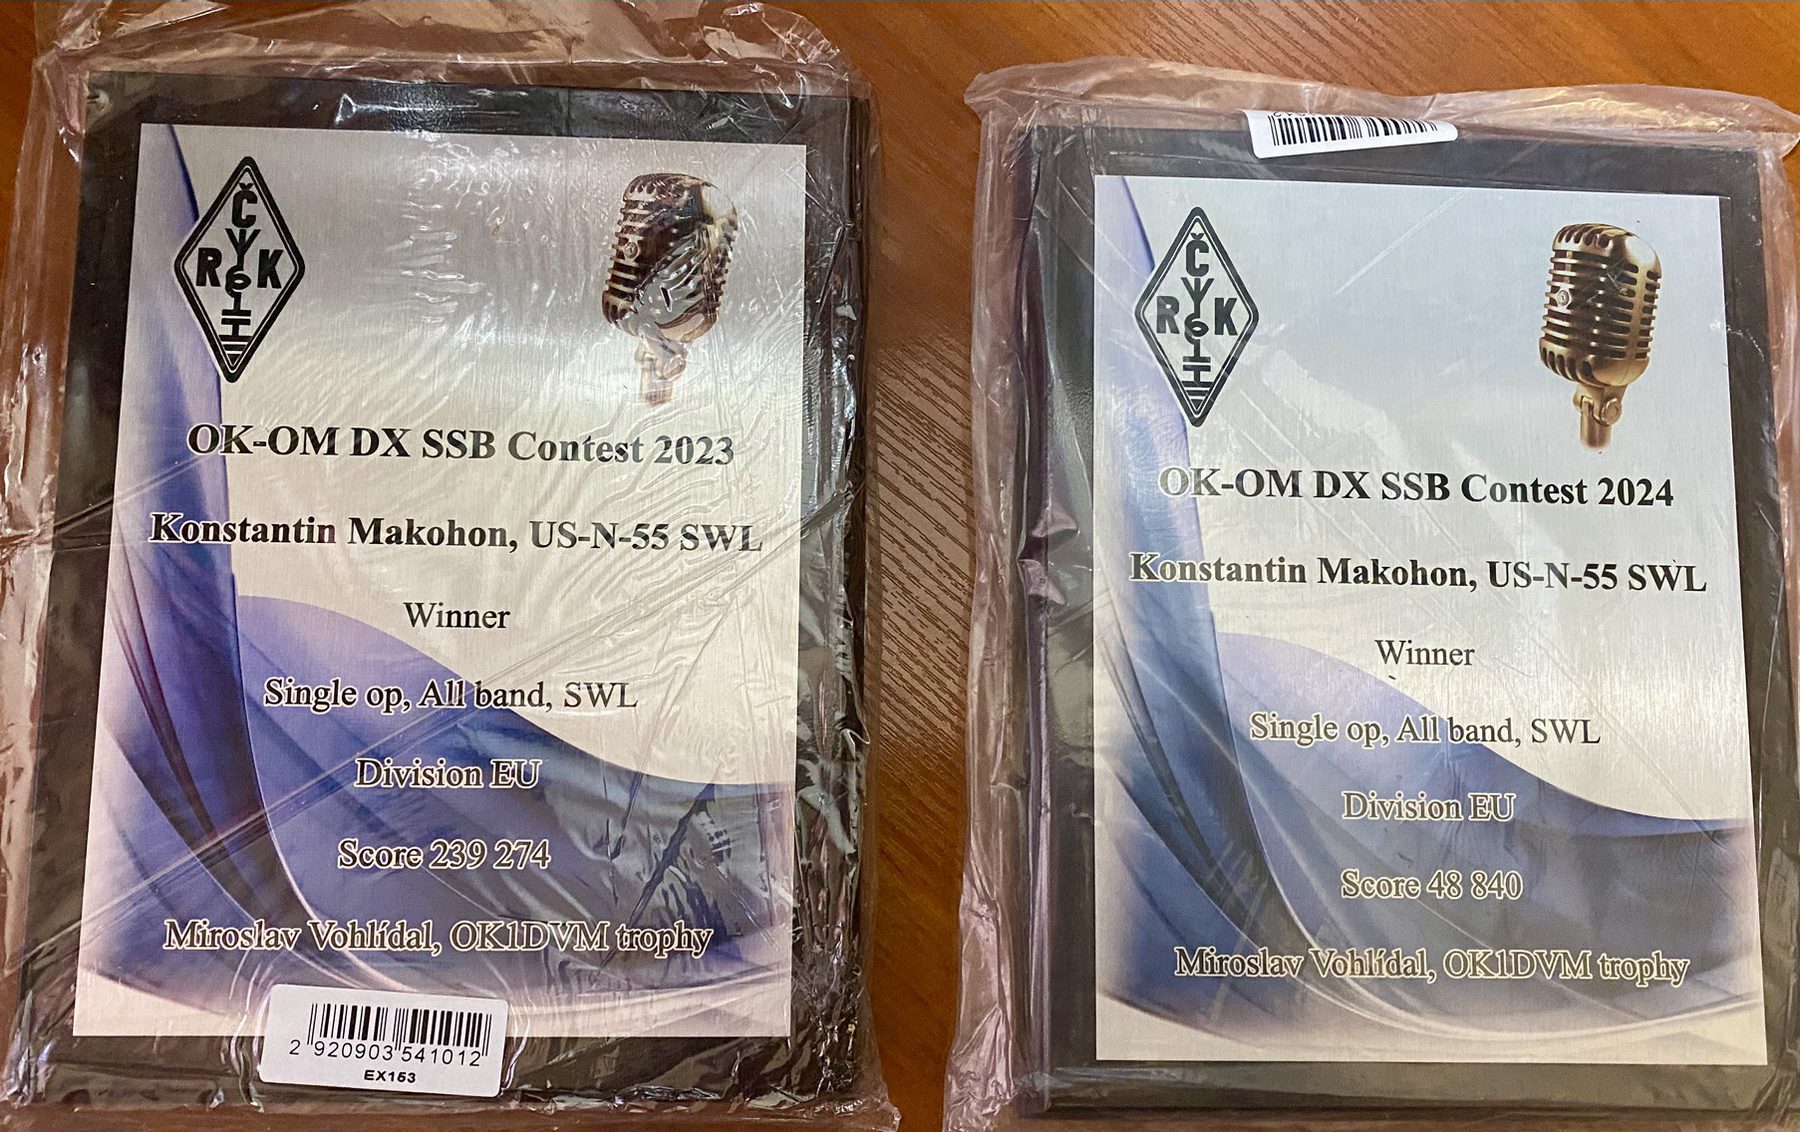 Č
R K
OK-OM DX SSB Contest 2023
Konstantin Makohon, US-N-55 SWL
Winner
Single op, All band, SWL
Division EU
Score 239 274
Miroslav Vohlídal, OK1DVM trophy
2 920903 541012
EX153
Č
R K
OK-OM DX SSB Contest 2024
Konstantin Makohon, US-N-55 SWL
Winner
Single op, All band, SWL
Division EU
Score 48 840
Miroslav Vohlídal, OK1DVM trophy